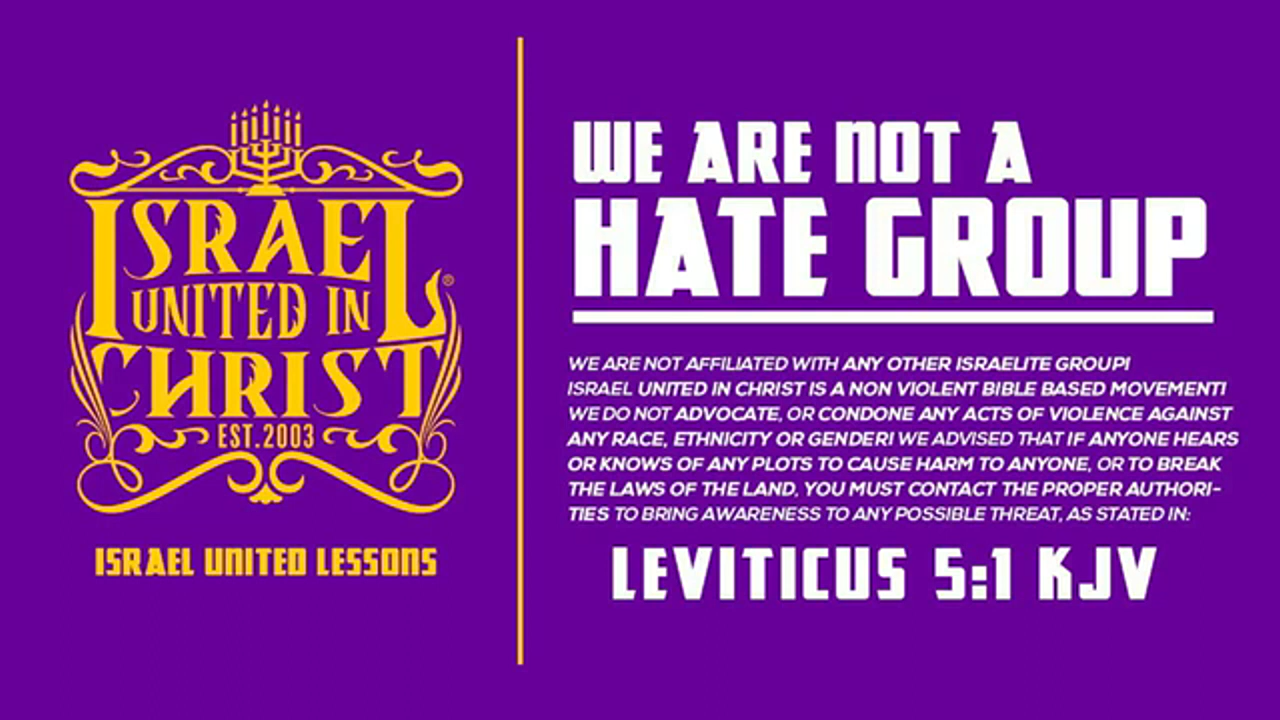 ISRAEL
UNITED IN
CHRIST
®
EST. 2003
ISRAEL UNITED LESSONS
WE ARE NOT A
HATE GROUP
WE ARE NOT AFFILIATED WITH ANY OTHER ISRAELITE GROUP!
ISRAEL UNITED IN CHRIST IS A NON VIOLENT BIBLE BASED MOVEMENT!
WE DO NOT ADVOCATE, OR CONDONE ANY ACTS OF VIOLENCE AGAINST
ANY RACE, ETHNICITY OR GENDER! WE ADVISED THAT IF ANYONE HEARS
OR KNOWS OF ANY PLOTS TO CAUSE HARM TO ANYONE, OR TO BREAK
THE LAWS OF THE LAND, YOU MUST CONTACT THE PROPER AUTHORI-
TIES TO BRING AWARENESS TO ANY POSSIBLE THREAT, AS STATED IN:
LEVITICUS 5:1 KJV